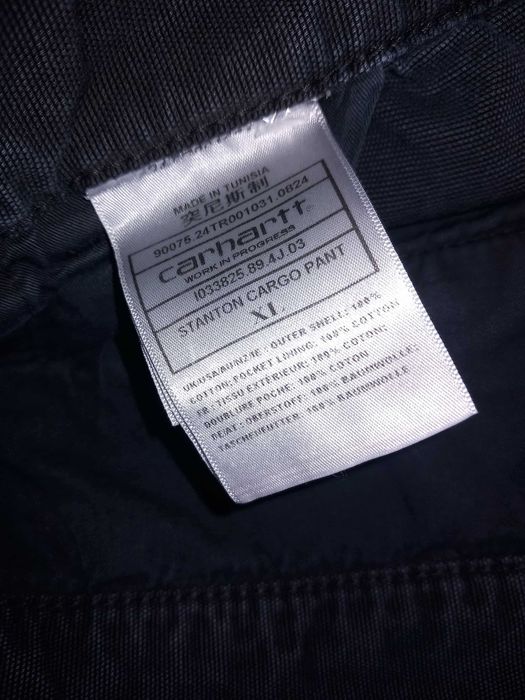 MADE IN TUNISIA
突尼斯制
90075.24TR001031.0824
carhartt
WORK IN PROGRESS
I033825.89.4J.03
STANTON CARGO PANT
XL
UK/USA/AU/NZ/IE : OUTER SHELL: 100%
COTTON; POCKET LINING: 100% COTTON
FR : TISSU EXTÉRIEUR: 100% COTON;
DOUBLURE POCHE: 100% COTON
DE/AT : OBERSTOFF: 100% BAUMWOLLE;
TASCHENFUTTER: 100% BAUMWOLLE